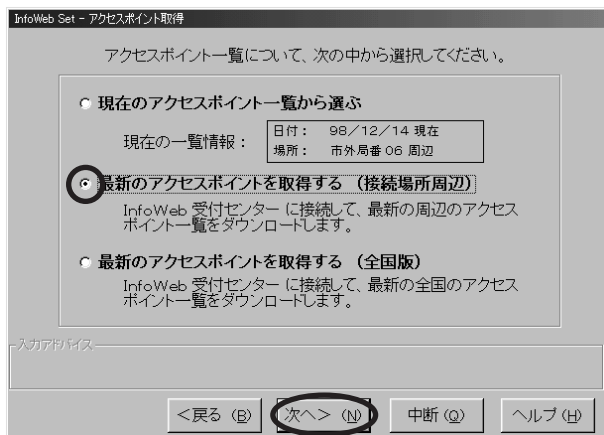 InfoWeb Set - アクセスポイント取得
アクセスポイント一覧について、次の中から選択してください。
現在のアクセスポイント一覧から選ぶ
現在の一覧情報：
日付： 98／12／14 現在
場所： 市外局番 06 周辺
最新のアクセスポイントを取得する （接続場所周辺）
InfoWeb 受付センター に接続して、最新の周辺のアクセス
ポイント一覧をダウンロードします。
最新のアクセスポイントを取得する （全国版）
InfoWeb 受付センター に接続して、最新の全国のアクセス
ポイント一覧をダウンロードします。
入力アドバイス
<戻る (B) 次へ> (N) 中断 (Q) ヘルプ (H)